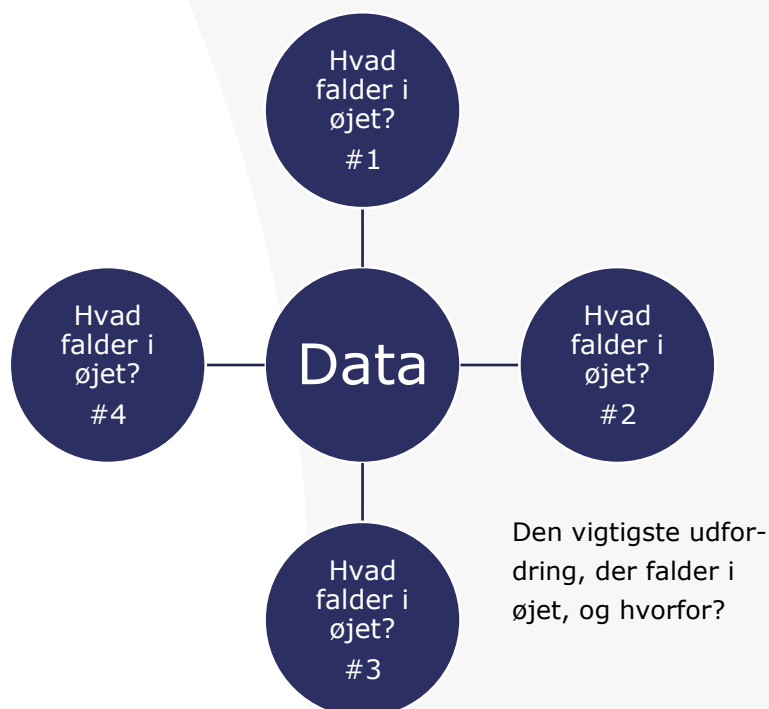 Hvad
falder i
øjet?
#1
Hvad
falder i
øjet?
#4
Data
Hvad
falder i
øjet?
#2
Hvad
falder i
øjet?
#3
Den vigtigste udfor-
dring, der falder i
øjet, og hvorfor?